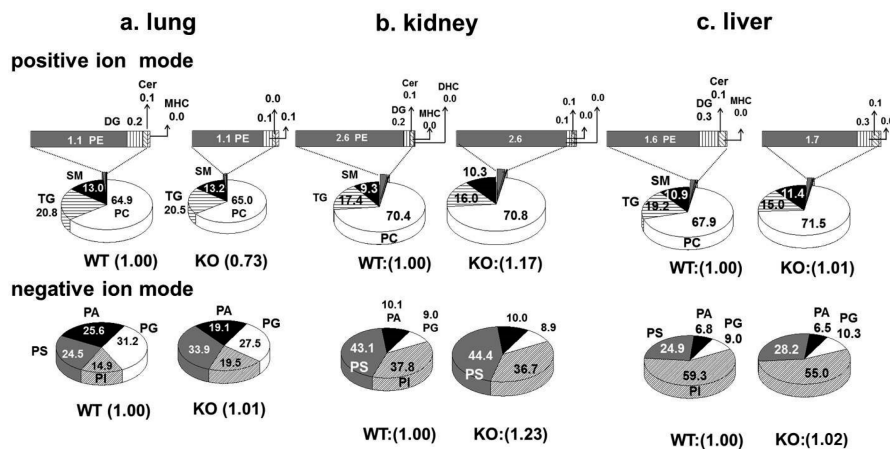 a. lung
b. kidney
c. liver
positive ion mode
Cer
0.1
DG 0.2
MHC
0.0
1.1 PE
0.0
0.1
0.1
1.1 PE
SM
13.0
TG
20.8
64.9
PC
WT (1.00)
SM
13.2
TG
20.5
65.0
PC
KO (0.73)
Cer
0.1
DG
0.2
MHC
0.0
DHC
0.0
2.6 PE
0.1
0.1
0.0
0.0
2.6
SM
9.3
TG
17.4
70.4
PC
WT:(1.00)
10.3
16.0
70.8
KO:(1.17)
Cer
0.1
DG
0.3
MHC
0.0
1.6 PE
0.1
0.3
1.7
SM
10.9
TG
19.2
67.9
PC
WT:(1.00)
11.4
15.0
71.5
KO:(1.01)
negative ion mode
PA
25.6
PG
31.2
PS
24.5
14.9
PI
WT (1.00)
PA
19.1
PG
27.5
33.9
19.5
KO (1.01)
10.1
PA
9.0
PG
43.1
PS
37.8
PI
WT:(1.00)
10.0
8.9
44.4
PS
36.7
KO:(1.23)
PA
6.8
PG
9.0
PS
24.9
59.3
PI
WT:(1.00)
PA
6.5
PG
10.3
28.2
55.0
KO:(1.02)